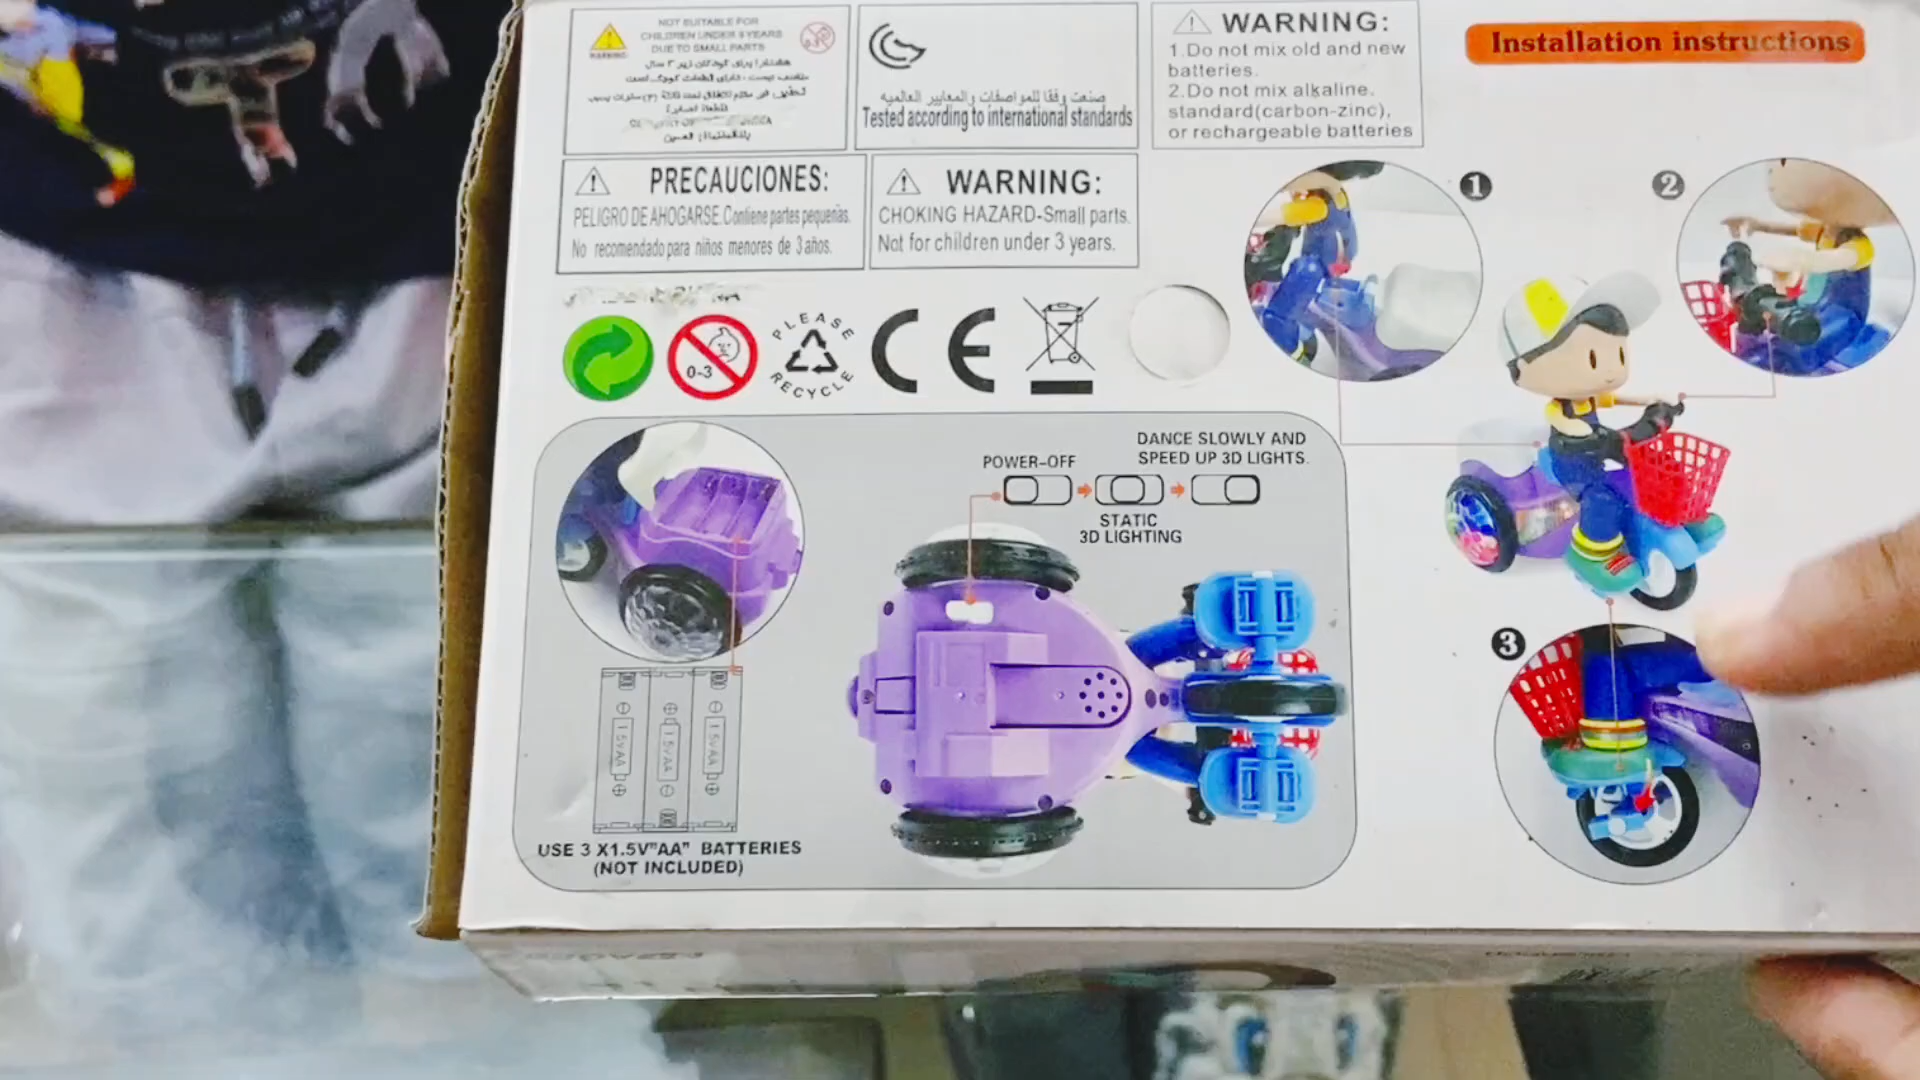 NOT SUITABLE FOR
CHILDREN UNDER 3 YEARS
DUE TO SMALL PARTS
WARNING
صنعت وفقا للمواصفات والمعايير العالمية
Tested according to international standards
WARNING:
1.Do not mix old and new
batteries.
2.Do not mix alkaline.
standard(carbon-zinc),
or rechargeable batteries
Installation instructions
PRECAUCIONES:
PELIGRO DE AHOGARSE.Contiene partes pequeñas.
No recomendado para niños menores de 3 años.
WARNING:
CHOKING HAZARD-Small parts.
Not for children under 3 years.
1
2
0-3
PLEASE
RECYCLE
CE
DANCE SLOWLY AND
SPEED UP 3D LIGHTS.
POWER-OFF
STATIC
3D LIGHTING
3
1.5V AA
1.5V AA
1.5V AA
USE 3 X1.5V"AA" BATTERIES
(NOT INCLUDED)